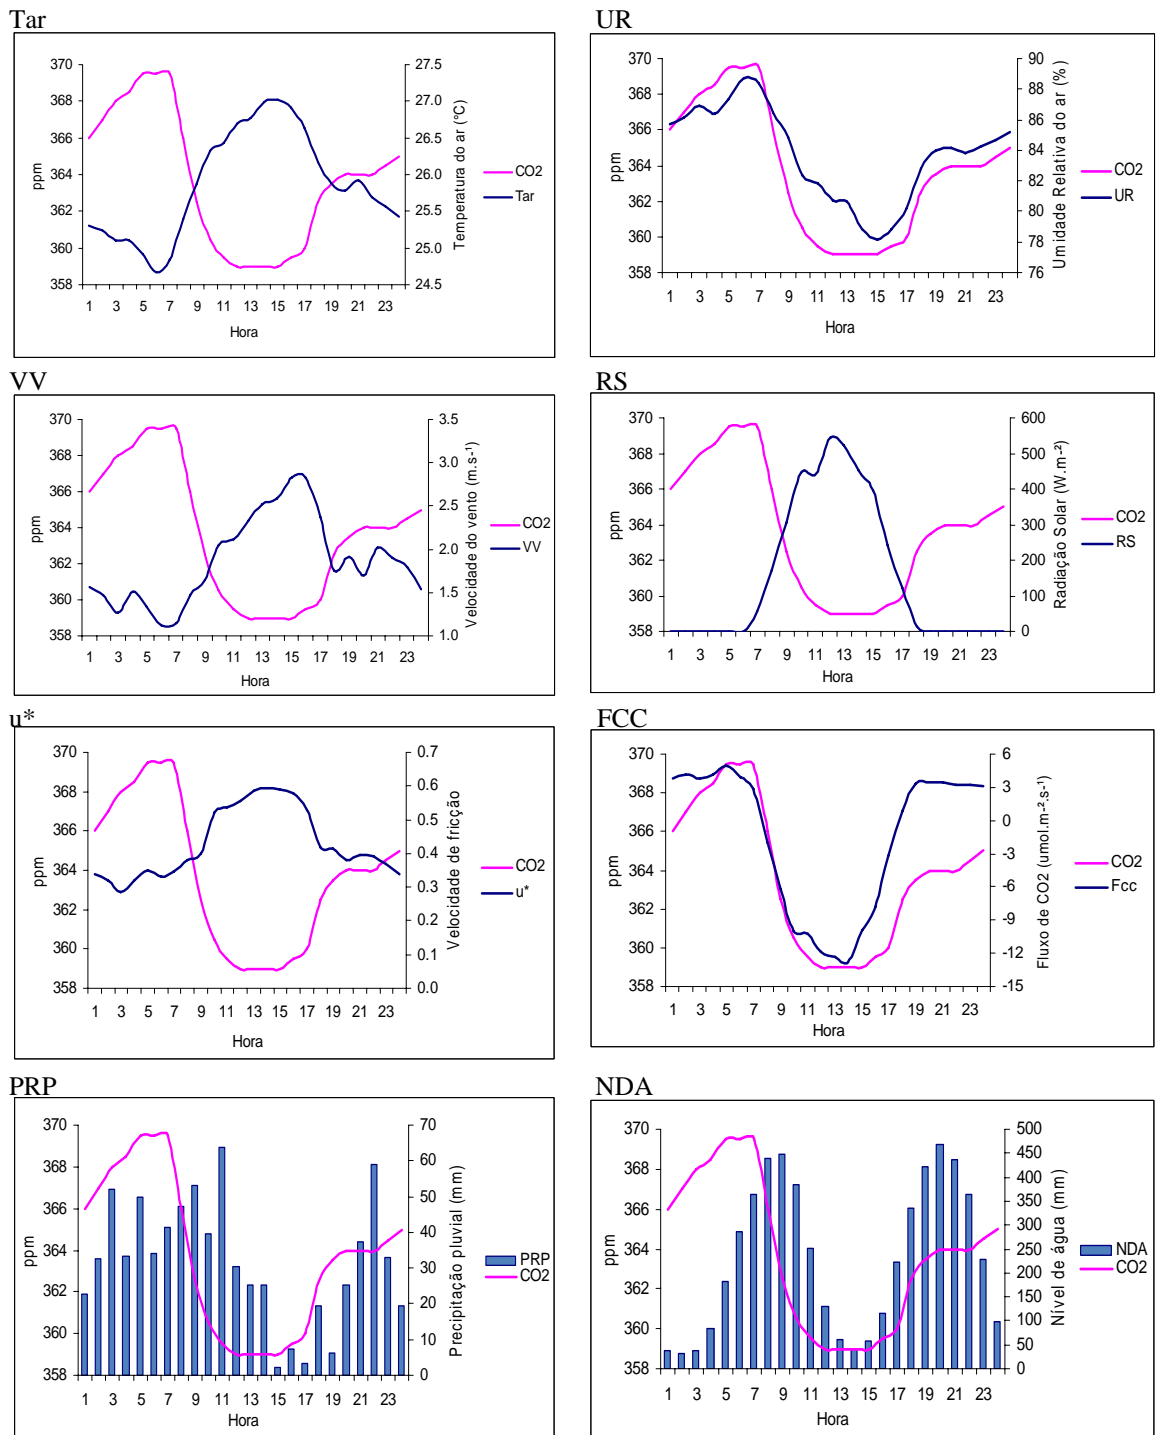 Tar
370
368
366
364
362
360
358
ppm
27.5
27.0
26.5
26.0
25.5
25.0
24.5
Temperatura do ar (°C)
CO2
Tar
1 3 5 7 9 11 13 15 17 19 21 23
Hora
UR
370
368
366
364
362
360
358
ppm
90
88
86
84
82
80
78
76
Umidade Relativa do ar (%)
CO2
UR
1 3 5 7 9 11 13 15 17 19 21 23
Hora
VV
370
368
366
364
362
360
358
ppm
3.5
3.0
2.5
2.0
1.5
1.0
Velocidade do vento (m.s-¹)
CO2
VV
1 3 5 7 9 11 13 15 17 19 21 23
Hora
RS
370
368
366
364
362
360
358
ppm
600
500
400
300
200
100
0
Radiação Solar (W.m-²)
CO2
RS
1 3 5 7 9 11 13 15 17 19 21 23
Hora
u*
370
368
366
364
362
360
358
ppm
0.7
0.6
0.5
0.4
0.3
0.2
0.1
0.0
Velocidade de fricção
CO2
u*
1 3 5 7 9 11 13 15 17 19 21 23
Hora
FCC
370
368
366
364
362
360
358
ppm
6
3
0
-3
-6
-9
-12
-15
Fluxo de CO2 (umol.m-².s-¹)
CO2
Fcc
1 3 5 7 9 11 13 15 17 19 21 23
Hora
PRP
370
368
366
364
362
360
358
ppm
70
60
50
40
30
20
10
0
Precipitação pluvial (mm)
PRP
CO2
1 3 5 7 9 11 13 15 17 19 21 23
Hora
NDA
370
368
366
364
362
360
358
ppm
500
450
400
350
300
250
200
150
100
50
0
Nível de água (mm)
NDA
CO2
1 3 5 7 9 11 13 15 17 19 21 23
Hora